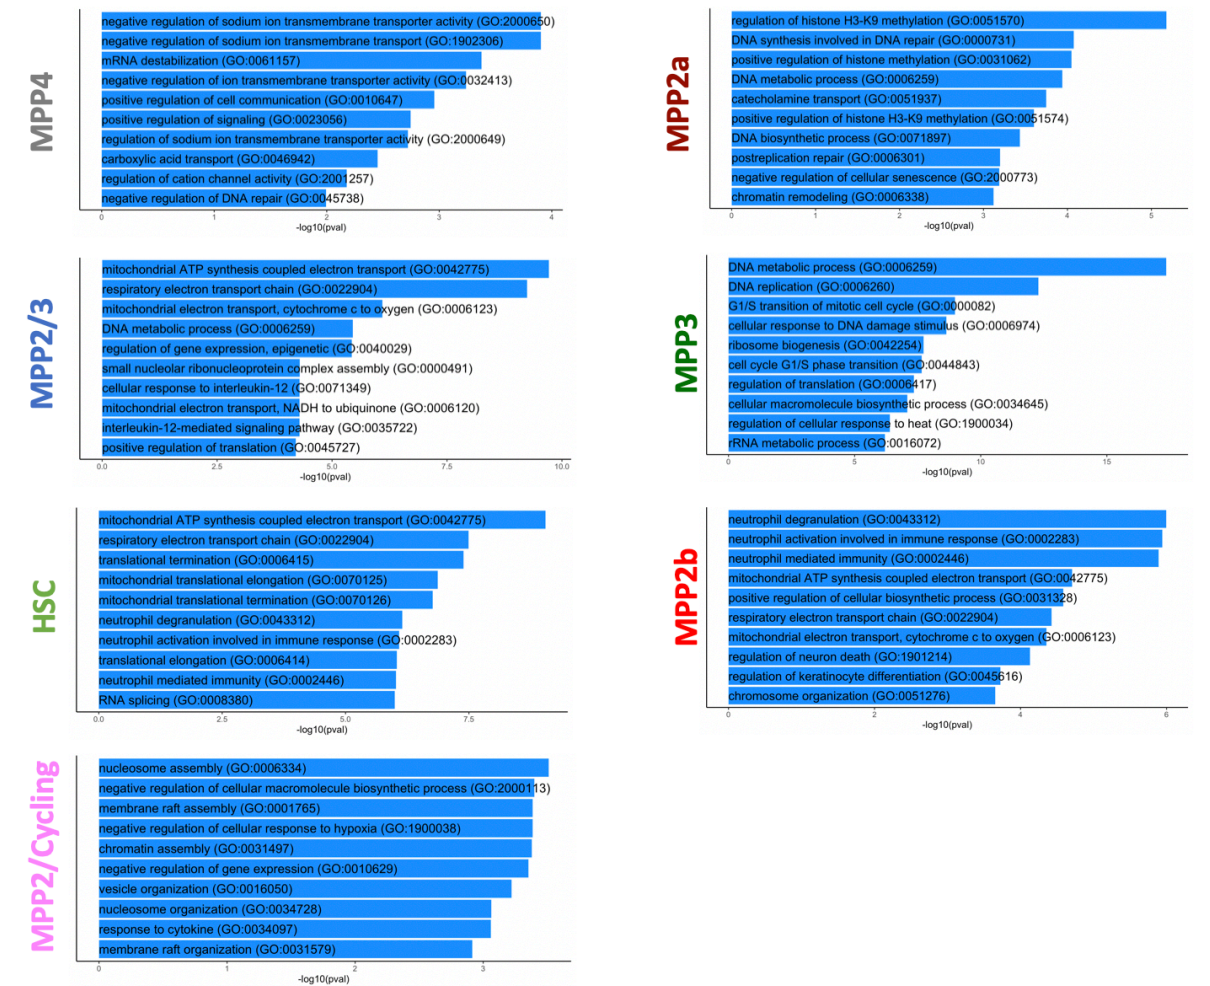 MPP4
negative regulation of sodium ion transmembrane transporter activity (GO:2000650)
negative regulation of sodium ion transmembrane transport (GO:1902306)
mRNA destabilization (GO:0061157)
negative regulation of ion transmembrane transporter activity (GO:0032413)
positive regulation of cell communication (GO:0010647)
positive regulation of signaling (GO:0023056)
regulation of sodium ion transmembrane transporter activity (GO:2000649)
carboxylic acid transport (GO:0046942)
regulation of cation channel activity (GO:2001257)
negative regulation of DNA repair (GO:0045738)
0 1 2 3 4
-log10(pval)
MPP2a
regulation of histone H3-K9 methylation (GO:0051570)
DNA synthesis involved in DNA repair (GO:0000731)
positive regulation of histone methylation (GO:0031062)
DNA metabolic process (GO:0006259)
catecholamine transport (GO:0051937)
positive regulation of histone H3-K9 methylation (GO:0051574)
DNA biosynthetic process (GO:0071897)
postreplication repair (GO:0006301)
negative regulation of cellular senescence (GO:2000773)
chromatin remodeling (GO:0006338)
0 1 2 3 4 5
-log10(pval)
MPP2/3
mitochondrial ATP synthesis coupled electron transport (GO:0042775)
respiratory electron transport chain (GO:0022904)
mitochondrial electron transport, cytochrome c to oxygen (GO:0006123)
DNA metabolic process (GO:0006259)
regulation of gene expression, epigenetic (GO:0040029)
small nucleolar ribonucleoprotein complex assembly (GO:0000491)
cellular response to interleukin-12 (GO:0071349)
mitochondrial electron transport, NADH to ubiquinone (GO:0006120)
interleukin-12-mediated signaling pathway (GO:0035722)
positive regulation of translation (GO:0045727)
0.0 2.5 5.0 7.5 10.0
-log10(pval)
MPP3
DNA metabolic process (GO:0006259)
DNA replication (GO:0006260)
G1/S transition of mitotic cell cycle (GO:0000082)
cellular response to DNA damage stimulus (GO:0006974)
ribosome biogenesis (GO:0042254)
cell cycle G1/S phase transition (GO:0044843)
regulation of translation (GO:0006417)
cellular macromolecule biosynthetic process (GO:0034645)
regulation of cellular response to heat (GO:1900034)
rRNA metabolic process (GO:0016072)
0 5 10 15
-log10(pval)
HSC
mitochondrial ATP synthesis coupled electron transport (GO:0042775)
respiratory electron transport chain (GO:0022904)
translational termination (GO:0006415)
mitochondrial translational elongation (GO:0070125)
mitochondrial translational termination (GO:0070126)
neutrophil degranulation (GO:0043312)
neutrophil activation involved in immune response (GO:0002283)
translational elongation (GO:0006414)
neutrophil mediated immunity (GO:0002446)
RNA splicing (GO:0008380)
0.0 2.5 5.0 7.5
-log10(pval)
MPP2b
neutrophil degranulation (GO:0043312)
neutrophil activation involved in immune response (GO:0002283)
neutrophil mediated immunity (GO:0002446)
mitochondrial ATP synthesis coupled electron transport (GO:0042775)
positive regulation of cellular biosynthetic process (GO:0031328)
respiratory electron transport chain (GO:0022904)
mitochondrial electron transport, cytochrome c to oxygen (GO:0006123)
regulation of neuron death (GO:1901214)
regulation of keratinocyte differentiation (GO:0045616)
chromosome organization (GO:0051276)
0 2 4 6
-log10(pval)
MPP2/Cycling
nucleosome assembly (GO:0006334)
negative regulation of cellular macromolecule biosynthetic process (GO:2000113)
membrane raft assembly (GO:0001765)
negative regulation of cellular response to hypoxia (GO:1900038)
chromatin assembly (GO:0031497)
negative regulation of gene expression (GO:0010629)
vesicle organization (GO:0016050)
nucleosome organization (GO:0034728)
response to cytokine (GO:0034097)
membrane raft organization (GO:0031579)
0 1 2 3
-log10(pval)